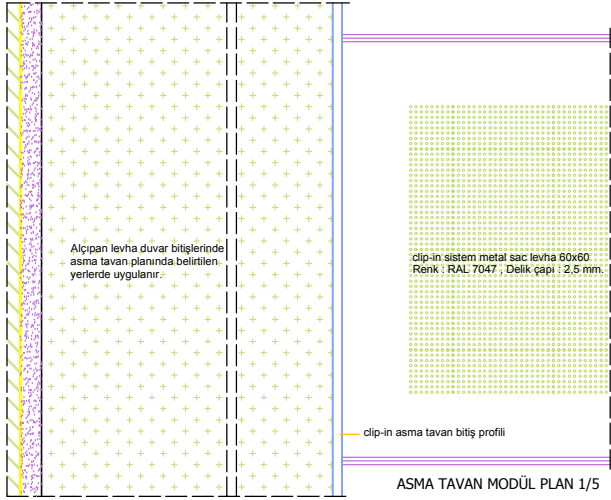 Alçıpan levha duvar bitişlerinde
asma tavan planında belirtilen
yerlerde uygulanır.
clip-in sistem metal sac levha 60x60
Renk : RAL 7047 , Delik çapı : 2,5 mm.
clip-in asma tavan bitiş profili
ASMA TAVAN MODÜL PLAN 1/5